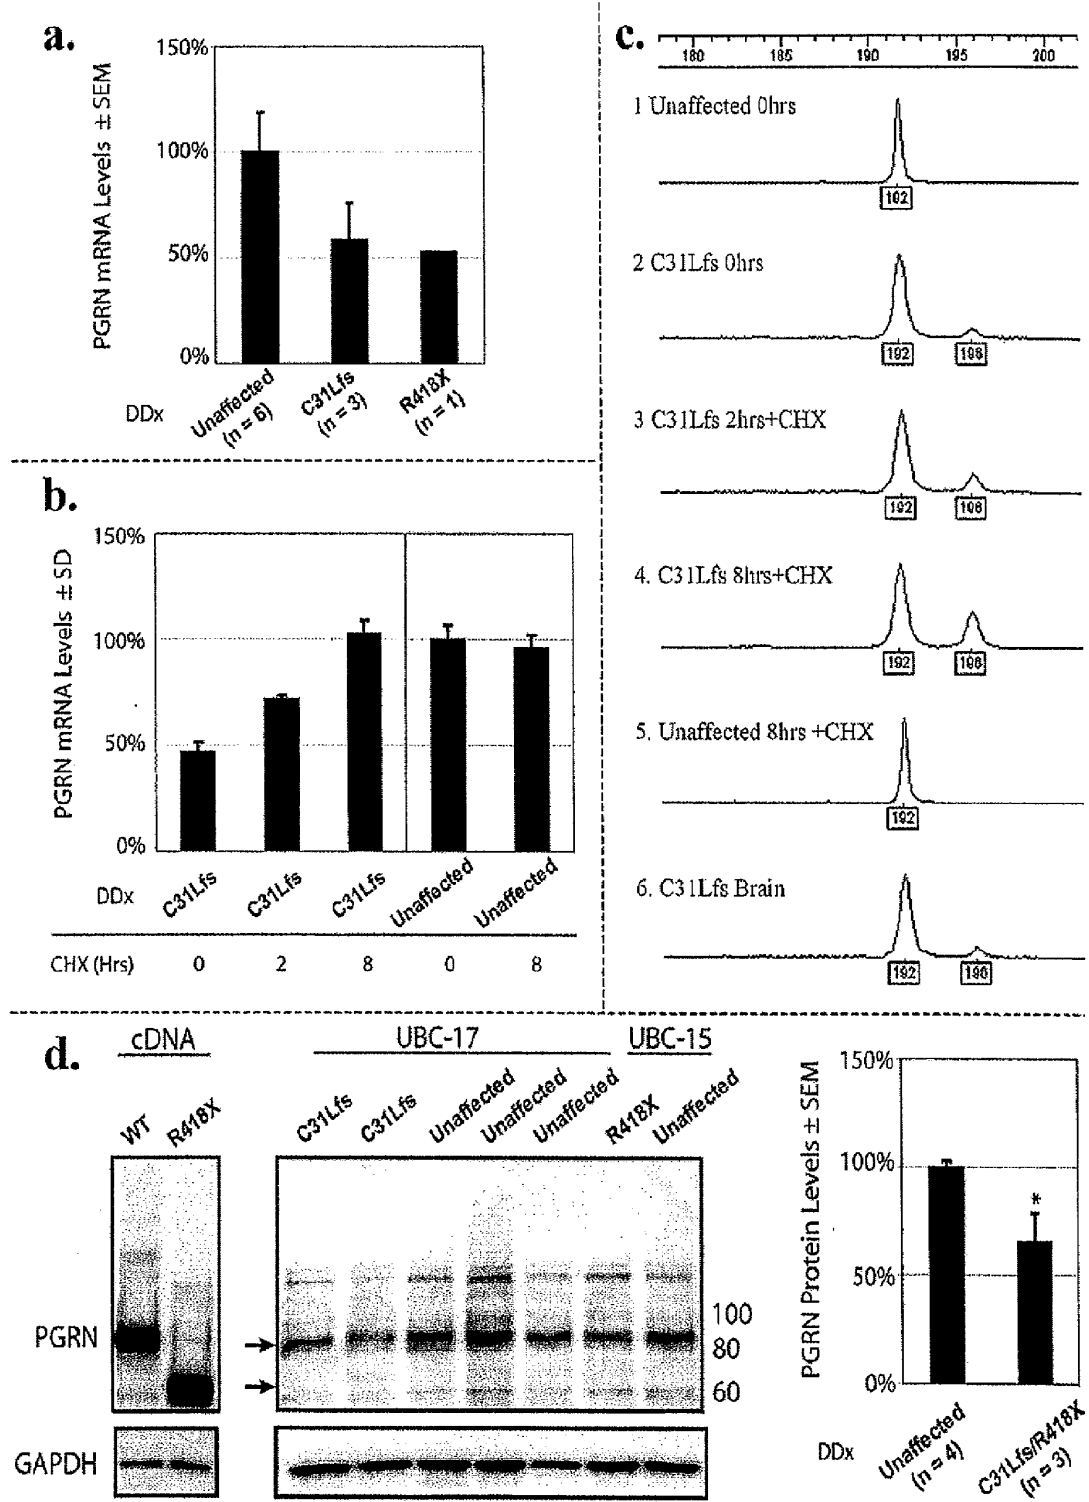 a.
PGRN mRNA Levels ± SEM
150%
100%
50%
0%
DDx
Unaffected (n = 6)
C31Lfs (n = 3)
R418X (n = 1)
b.
PGRN mRNA Levels ± SD
150%
100%
50%
0%
DDx
C31Lfs
C31Lfs
C31Lfs
Unaffected
Unaffected
CHX (Hrs) 0 2 8 0 8
c.
180 185 190 195 200
1 Unaffected 0hrs
192
2 C31Lfs 0hrs
192 196
3 C31Lfs 2hrs+CHX
192 196
4. C31Lfs 8hrs+CHX
192 196
5. Unaffected 8hrs +CHX
192
6. C31Lfs Brain
192 196
d.
cDNA UBC-17 UBC-15
WT
R418X
C31Lfs
C31Lfs
Unaffected
Unaffected
Unaffected
R418X
Unaffected
PGRN
100
80
60
GAPDH
PGRN Protein Levels ± SEM
150%
100%
*
50%
0%
DDx
Unaffected (n = 4)
C31Lfs/R418X (n = 3)